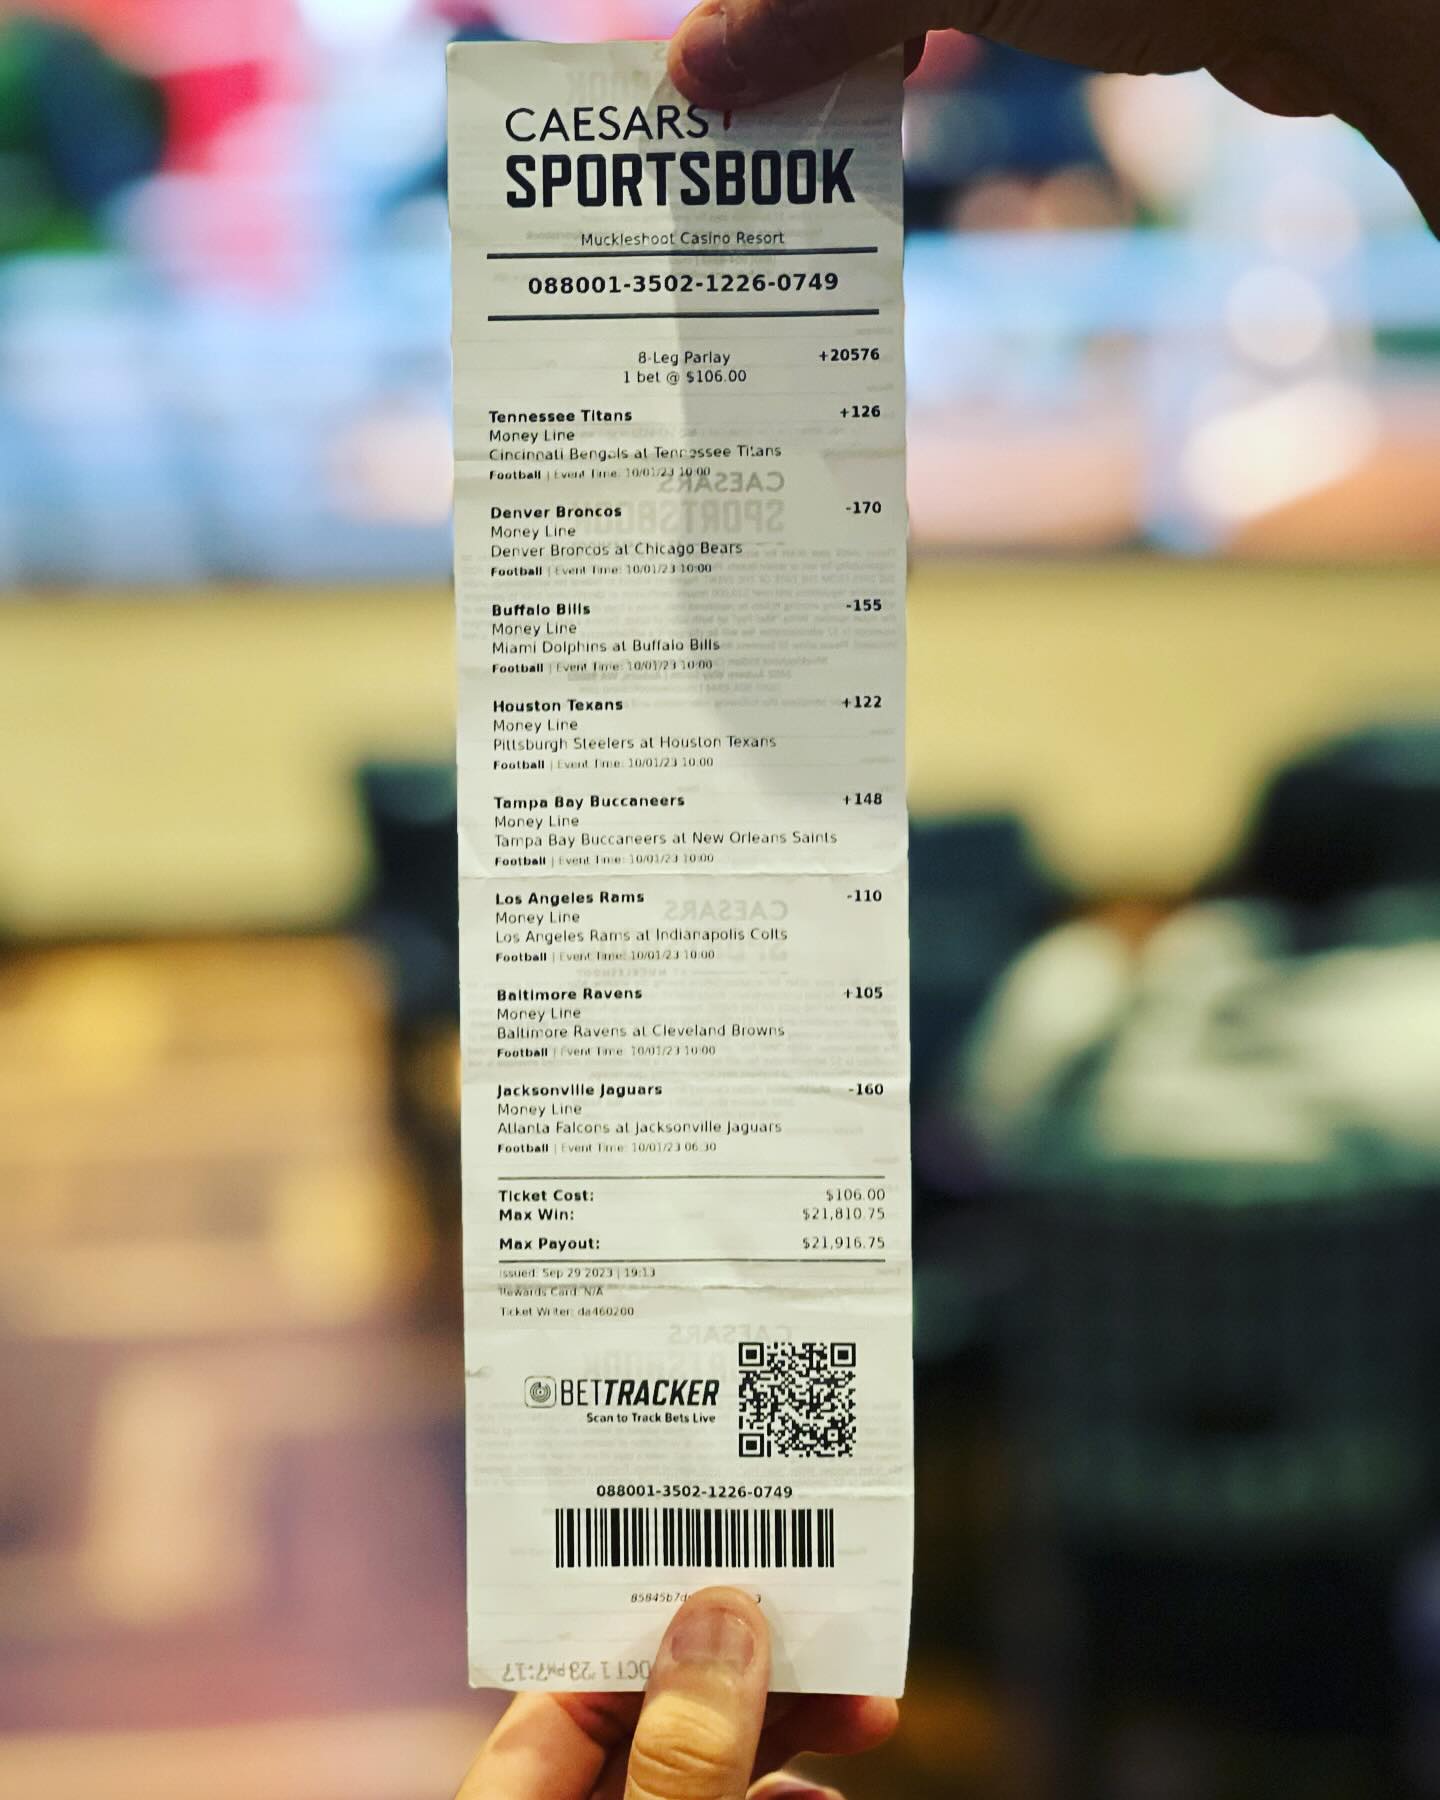 CAESARS
SPORTSBOOK
Muckleshoot Casino Resort
088001-3502-1226-0749
8-Leg Parlay +20576
1 bet @ $106.00
Tennessee Titans +126
Money Line
Cincinnati Bengals at Tennessee Titans
Football | Event Time: 10/01/23 10:00
Denver Broncos -170
Money Line
Denver Broncos at Chicago Bears
Football | Event Time: 10/01/23 10:00
Buffalo Bills -155
Money Line
Miami Dolphins at Buffalo Bills
Football | Event Time: 10/01/23 10:00
Houston Texans +122
Money Line
Pittsburgh Steelers at Houston Texans
Football | Event Time: 10/01/23 10:00
Tampa Bay Buccaneers +148
Money Line
Tampa Bay Buccaneers at New Orleans Saints
Football | Event Time: 10/01/23 10:00
Los Angeles Rams -110
Money Line
Los Angeles Rams at Indianapolis Colts
Football | Event Time: 10/01/23 10:00
Baltimore Ravens +105
Money Line
Baltimore Ravens at Cleveland Browns
Football | Event Time: 10/01/23 10:00
Jacksonville Jaguars -160
Money Line
Atlanta Falcons at Jacksonville Jaguars
Football | Event Time: 10/01/23 06:30
Ticket Cost: $106.00
Max Win: $21,810.75
Max Payout: $21,916.75
Issued: Sep 29 2023 | 19:13
Rewards Card: N/A
Ticket Writer: da460200
BETTRACKER
Scan to Track Bets Live
088001-3502-1226-0749
OCT 1 '23 PM 7:17